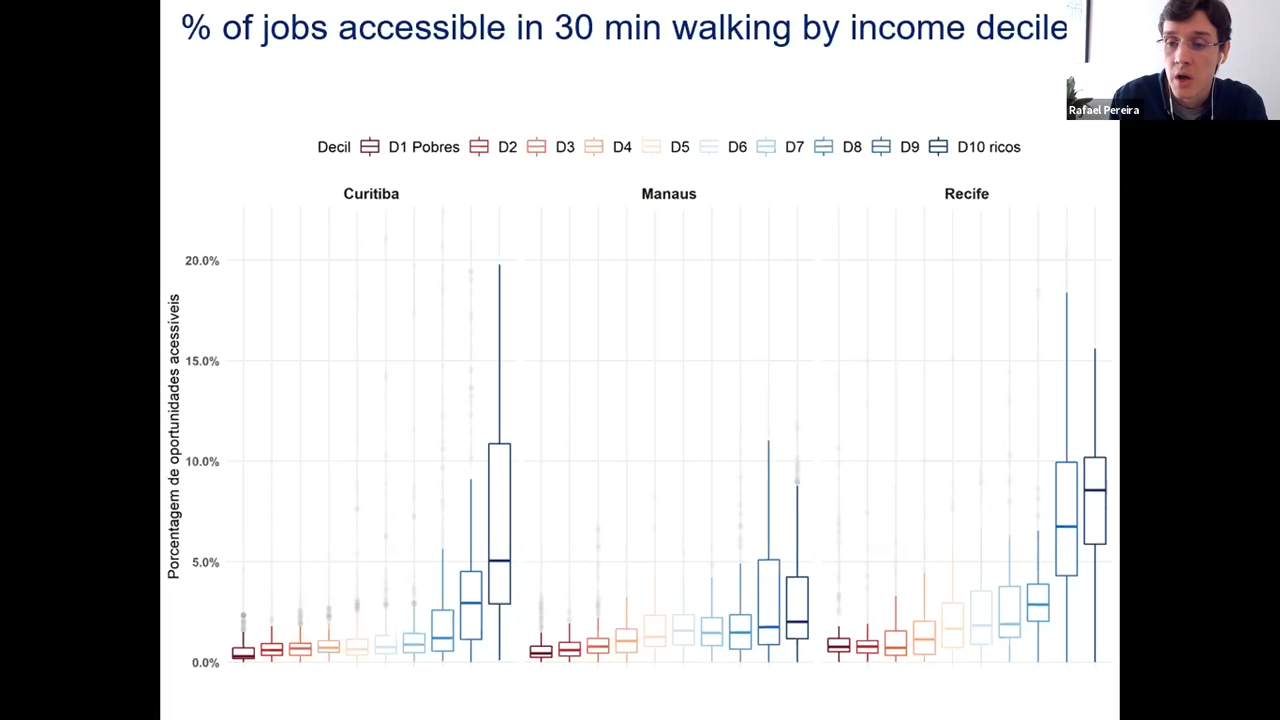 % of jobs accessible in 30 min walking by income decile
Rafael Pereira
Decil D1 Pobres D2 D3 D4 D5 D6 D7 D8 D9 D10 ricos
Curitiba Manaus Recife
Porcentagem de oportunidades acessíveis
20.0%
15.0%
10.0%
5.0%
0.0%